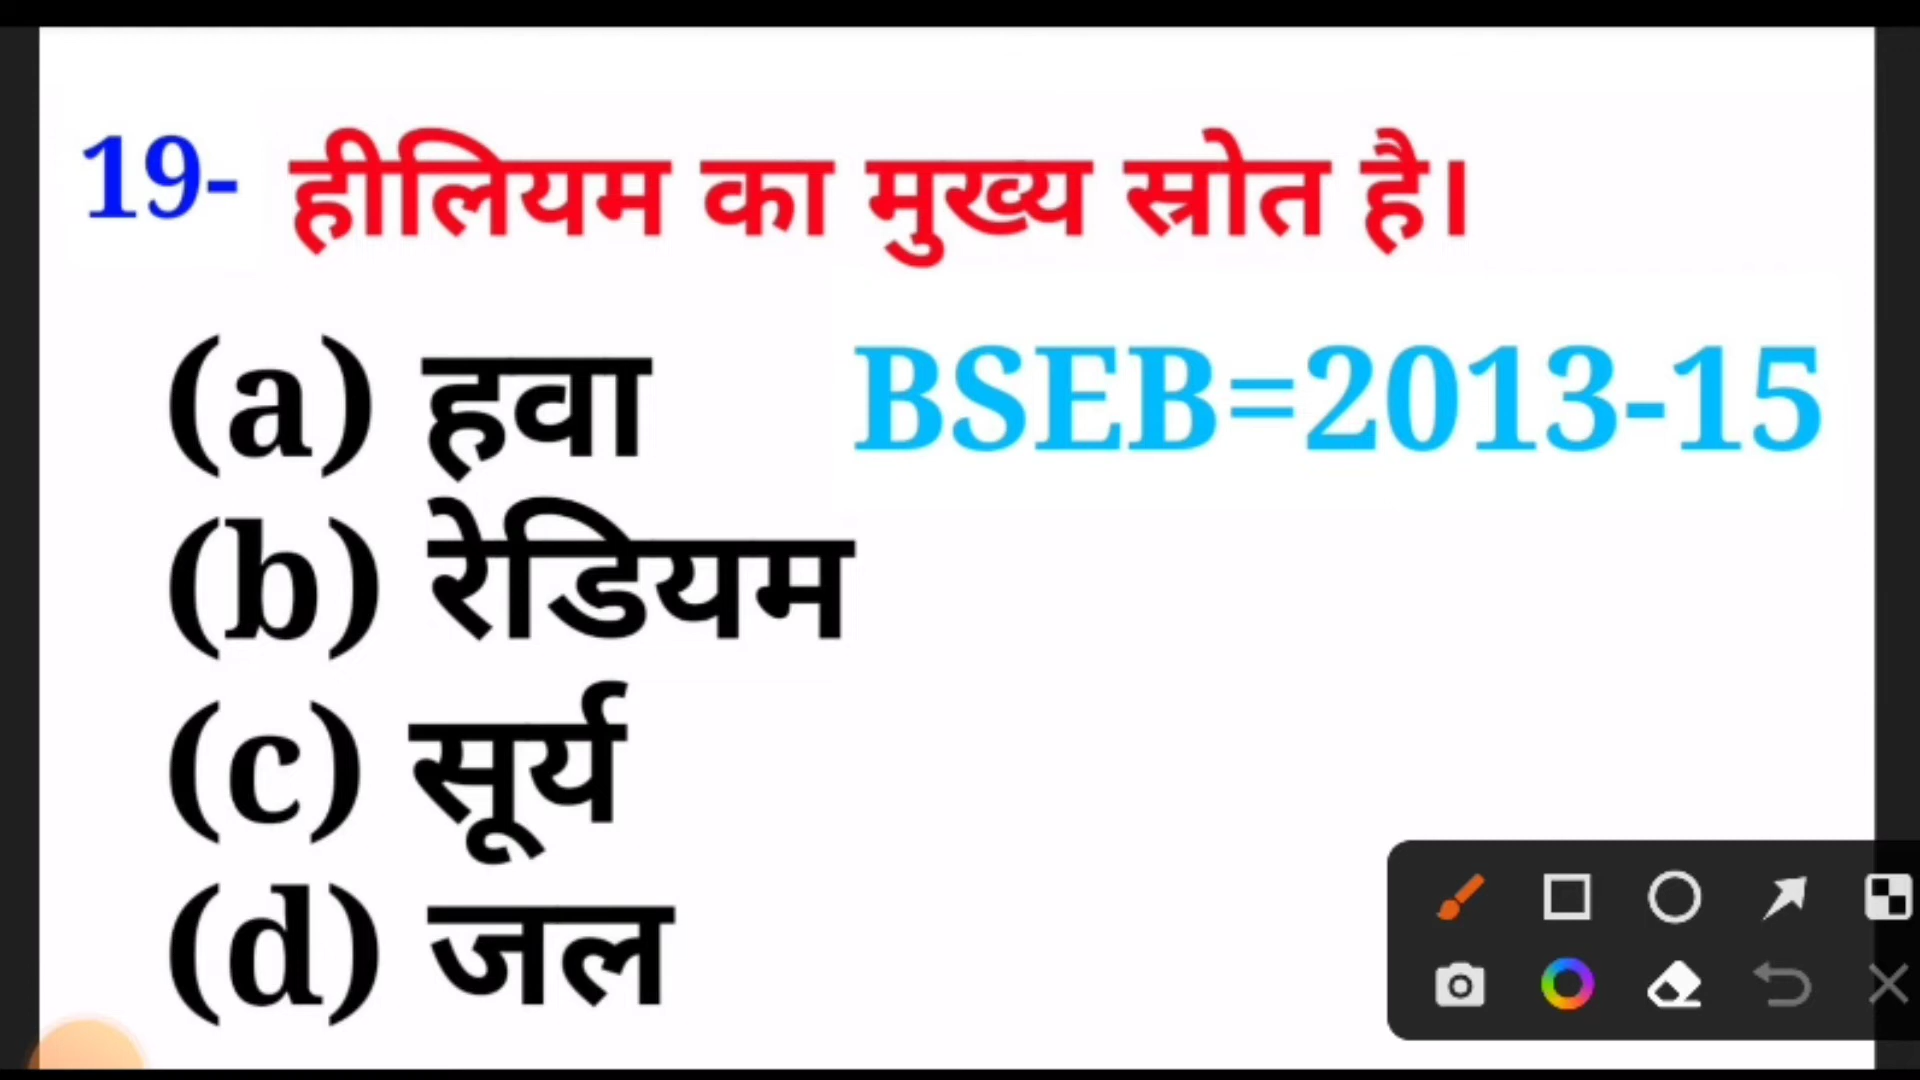 19- हीलियम का मुख्य स्रोत है।
(a) हवा BSEB=2013-15
(b) रेडियम
(c) सूर्य
(d) जल